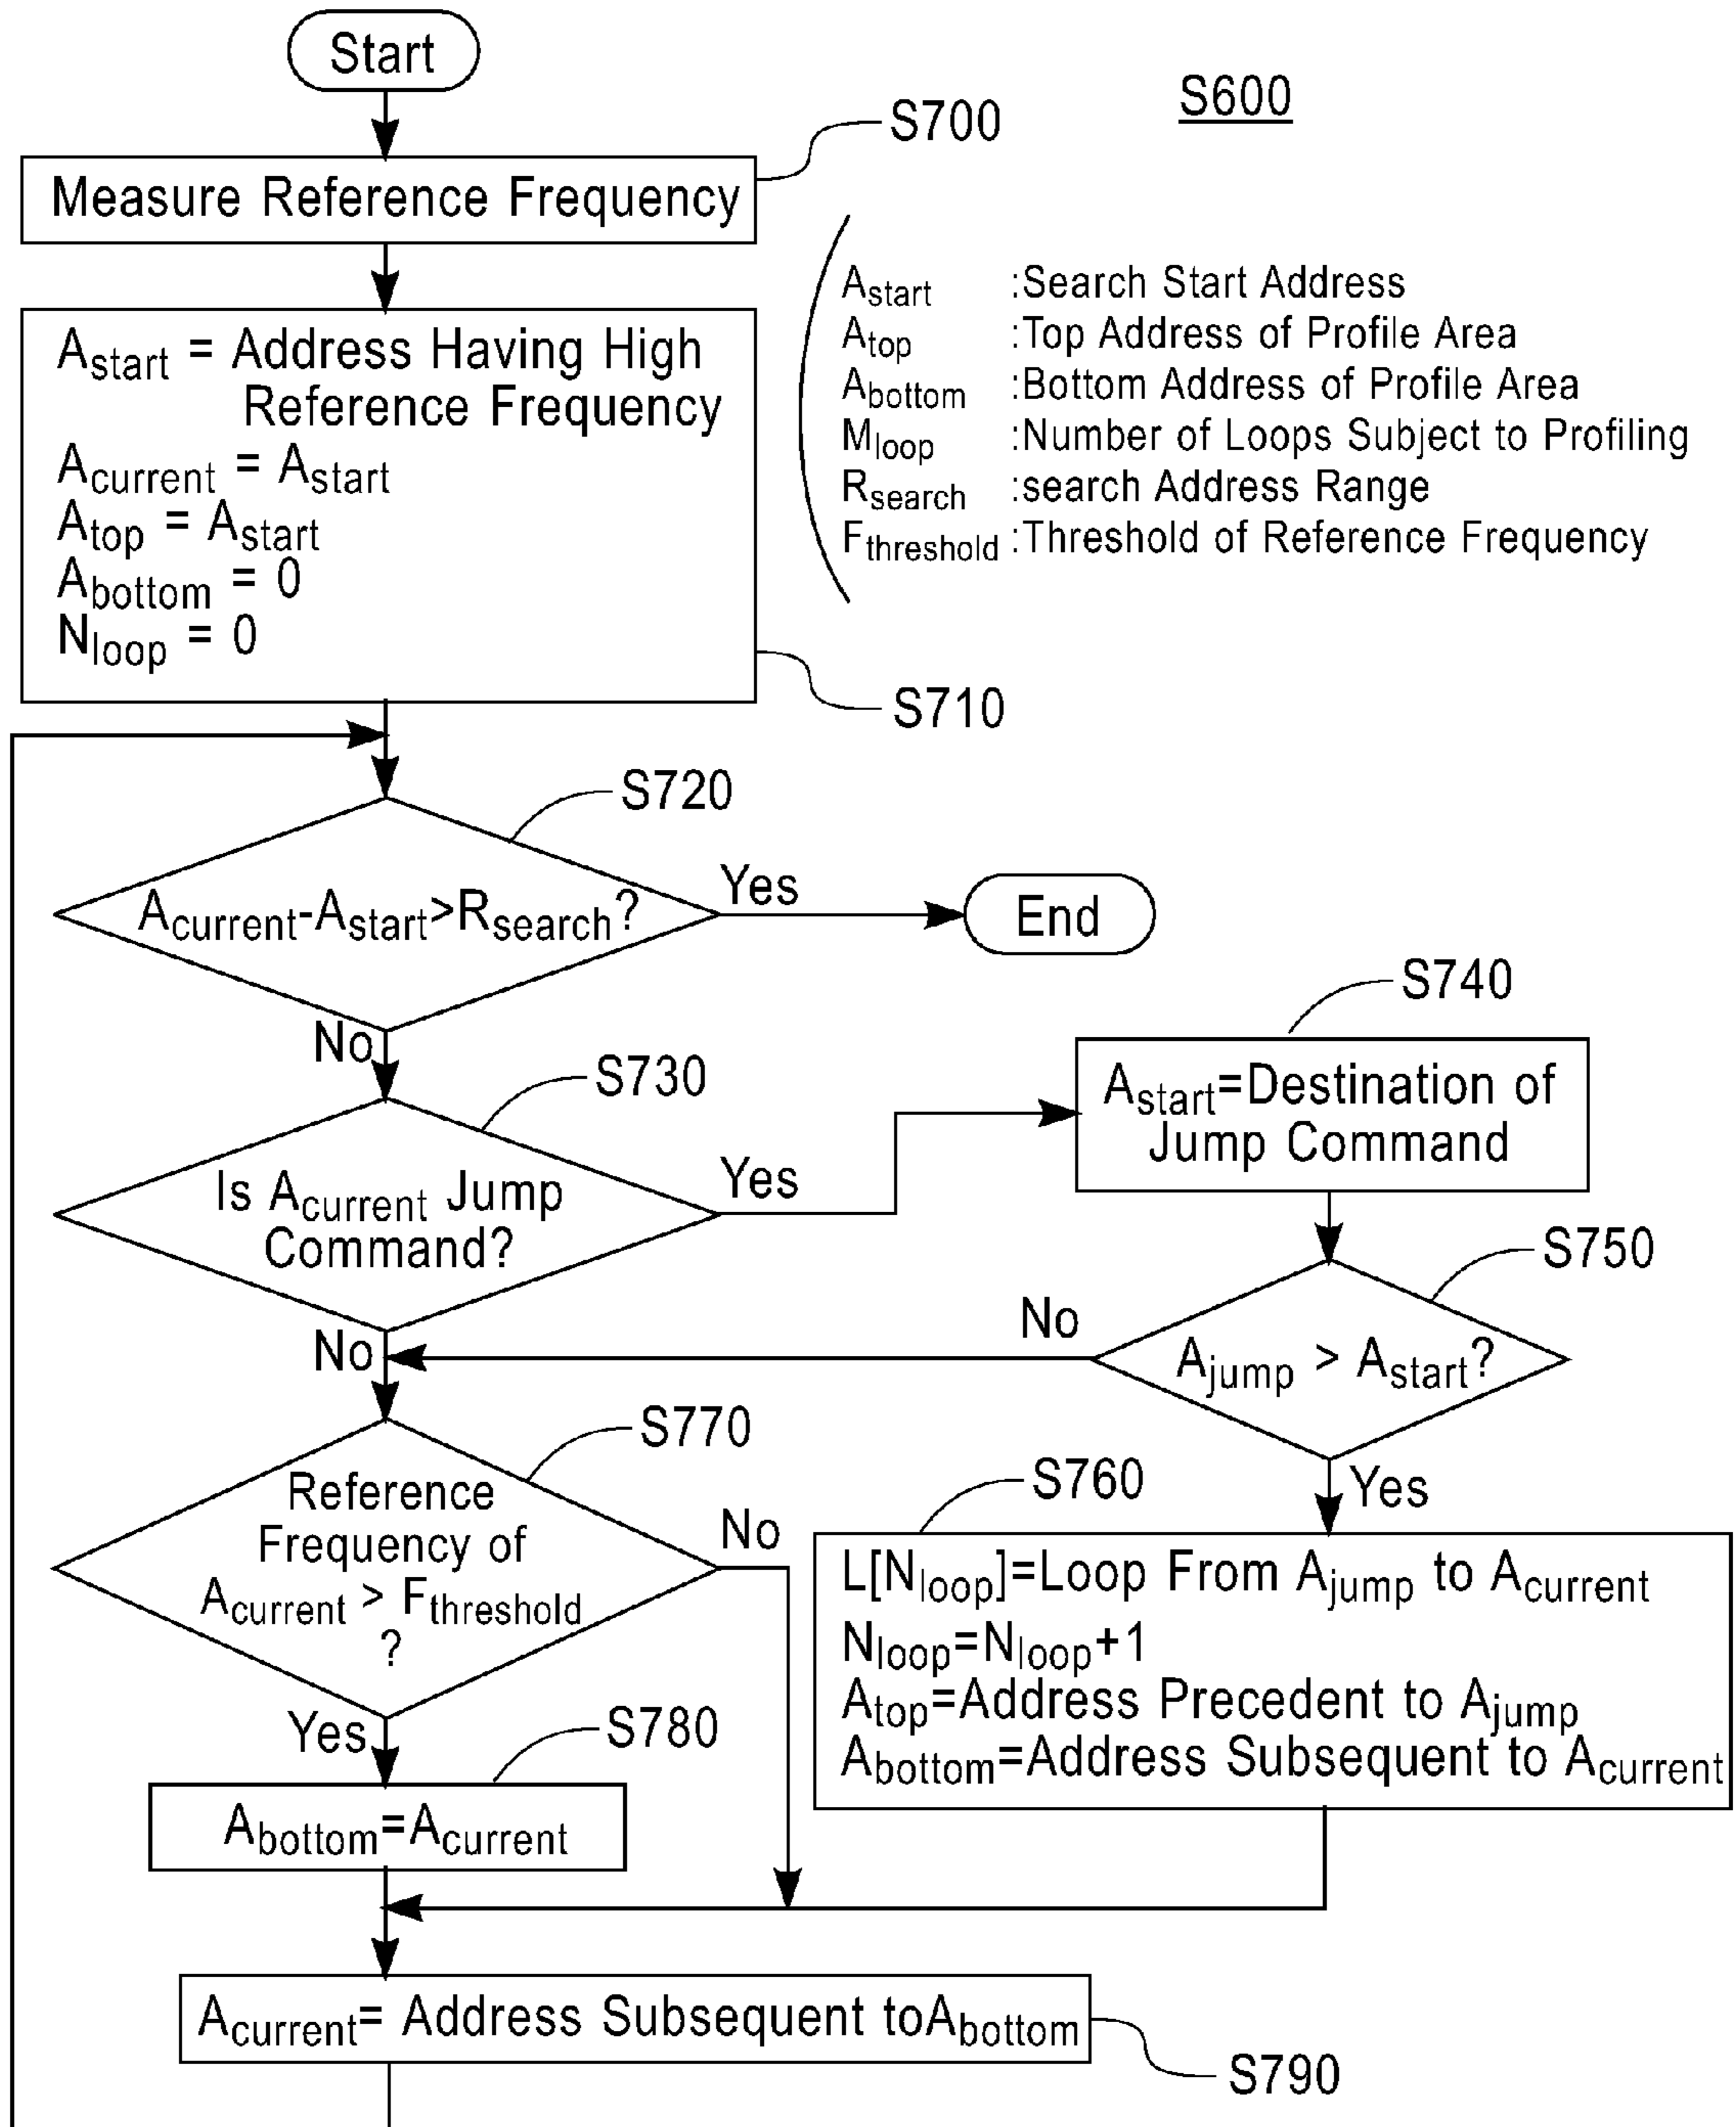 Start
S600
S700
Measure Reference Frequency
Astart :Search Start Address
Atop :Top Address of Profile Area
Abottom :Bottom Address of Profile Area
Mloop :Number of Loops Subject to Profiling
Rsearch :search Address Range
Fthreshold :Threshold of Reference Frequency
Astart = Address Having High
Reference Frequency
Acurrent = Astart
Atop = Astart
Abottom = 0
Nloop = 0
S710
S720
Acurrent-Astart>Rsearch?
Yes
End
No
S730
Is Acurrent Jump
Command?
Yes
No
S740
Astart=Destination of
Jump Command
S750
Ajump > Astart?
No
Yes
S770
Reference
Frequency of
Acurrent > Fthreshold
?
No
Yes
S760
L[Nloop]=Loop From Ajump to Acurrent
Nloop=Nloop+1
Atop=Address Precedent to Ajump
Abottom=Address Subsequent to Acurrent
S780
Abottom=Acurrent
Acurrent= Address Subsequent toAbottom
S790